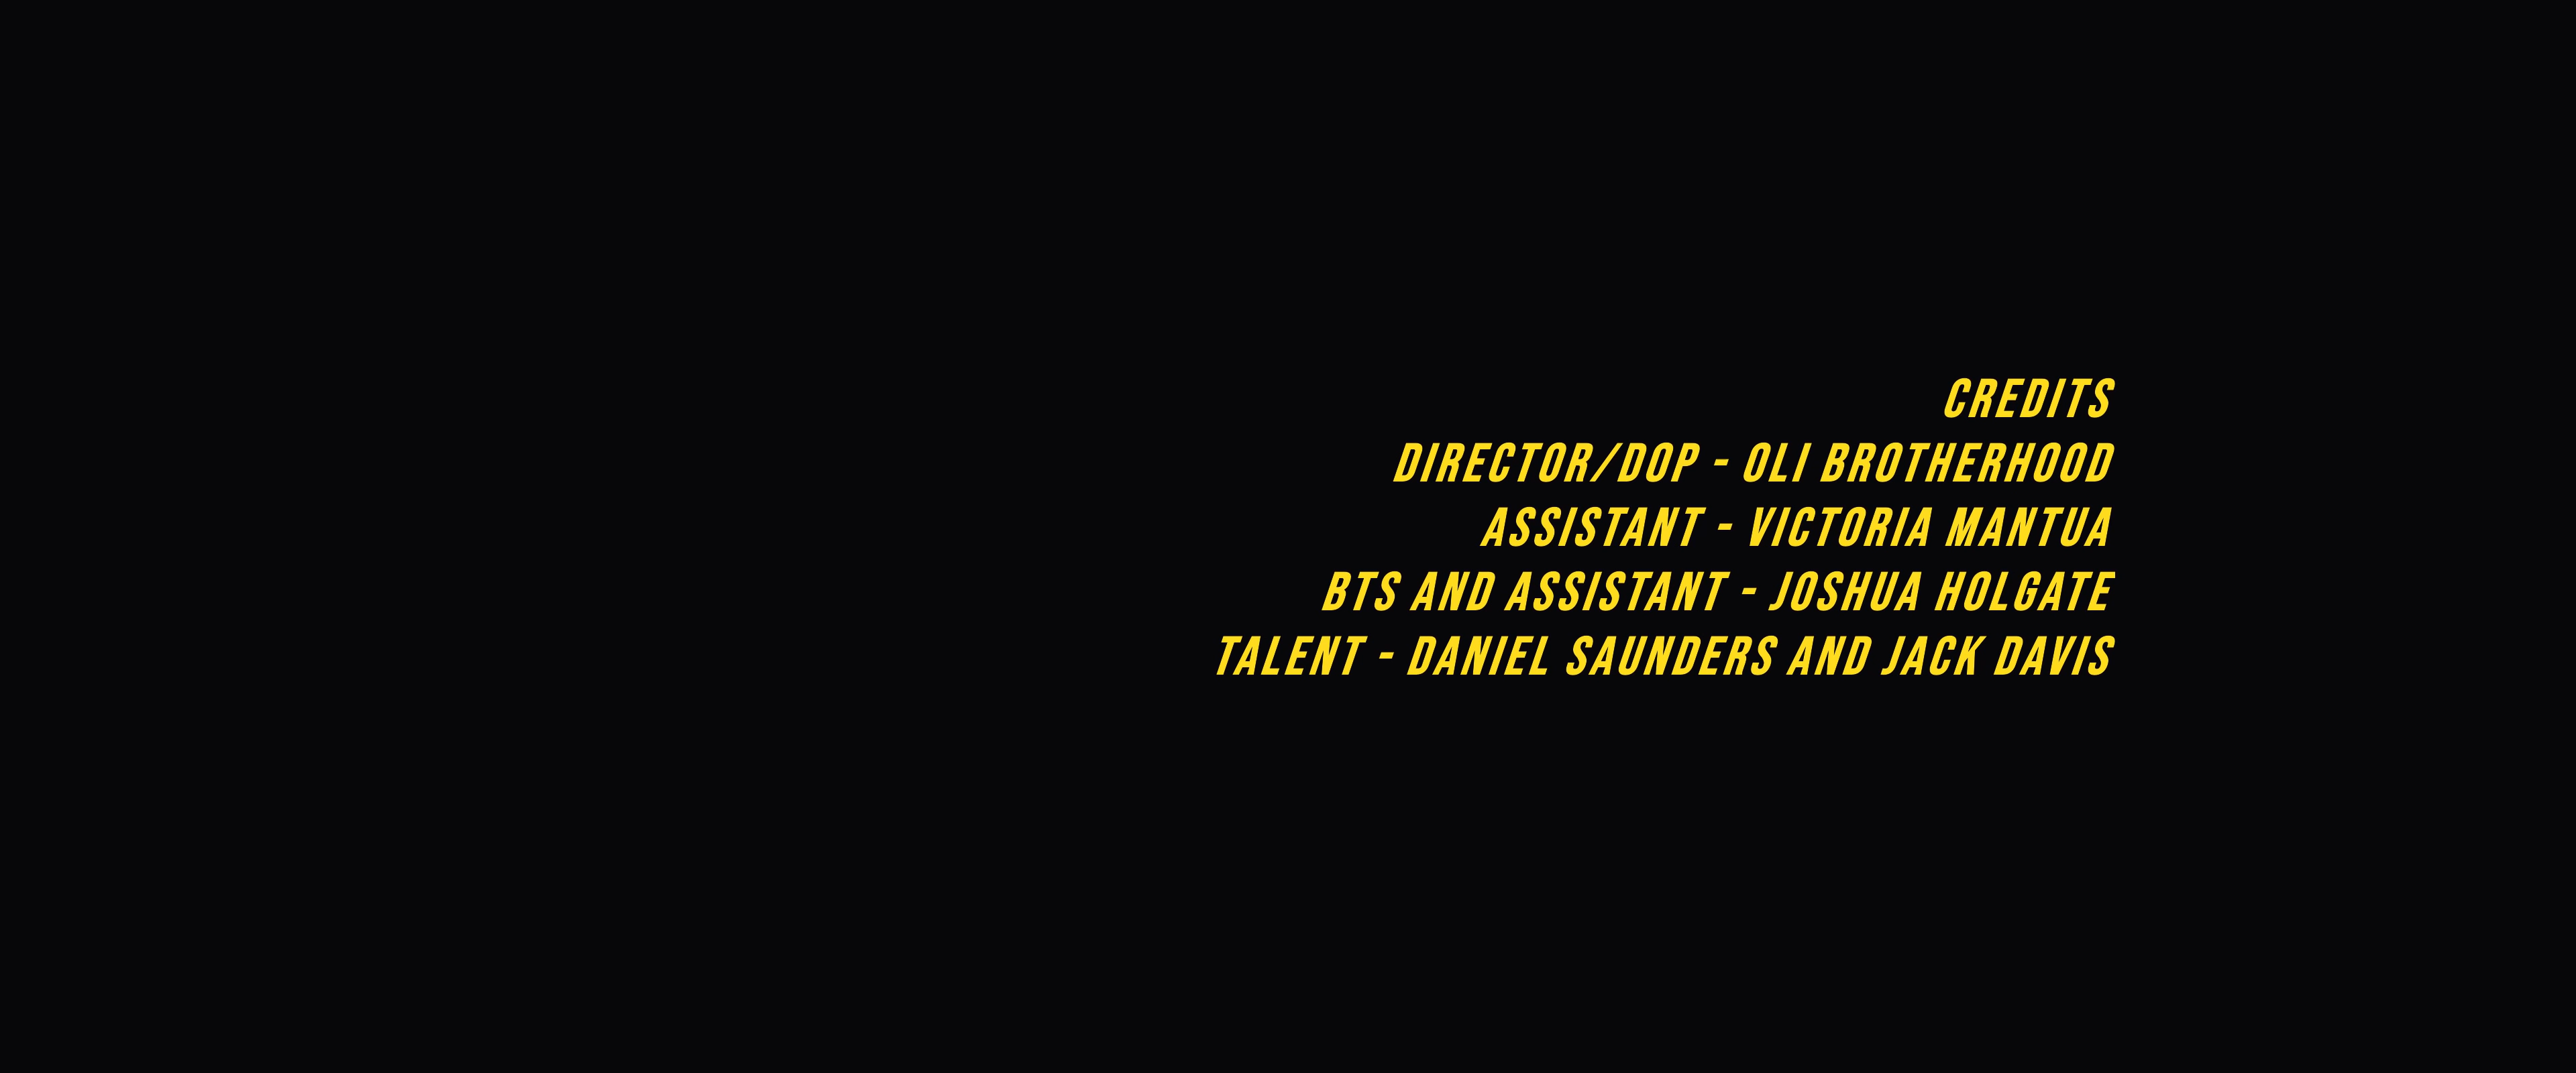 CREDITS
DIRECTOR/DOP - OLI BROTHERHOOD
ASSISTANT - VICTORIA MANTUA
BTS AND ASSISTANT - JOSHUA HOLGATE
TALENT - DANIEL SAUNDERS AND JACK DAVIS